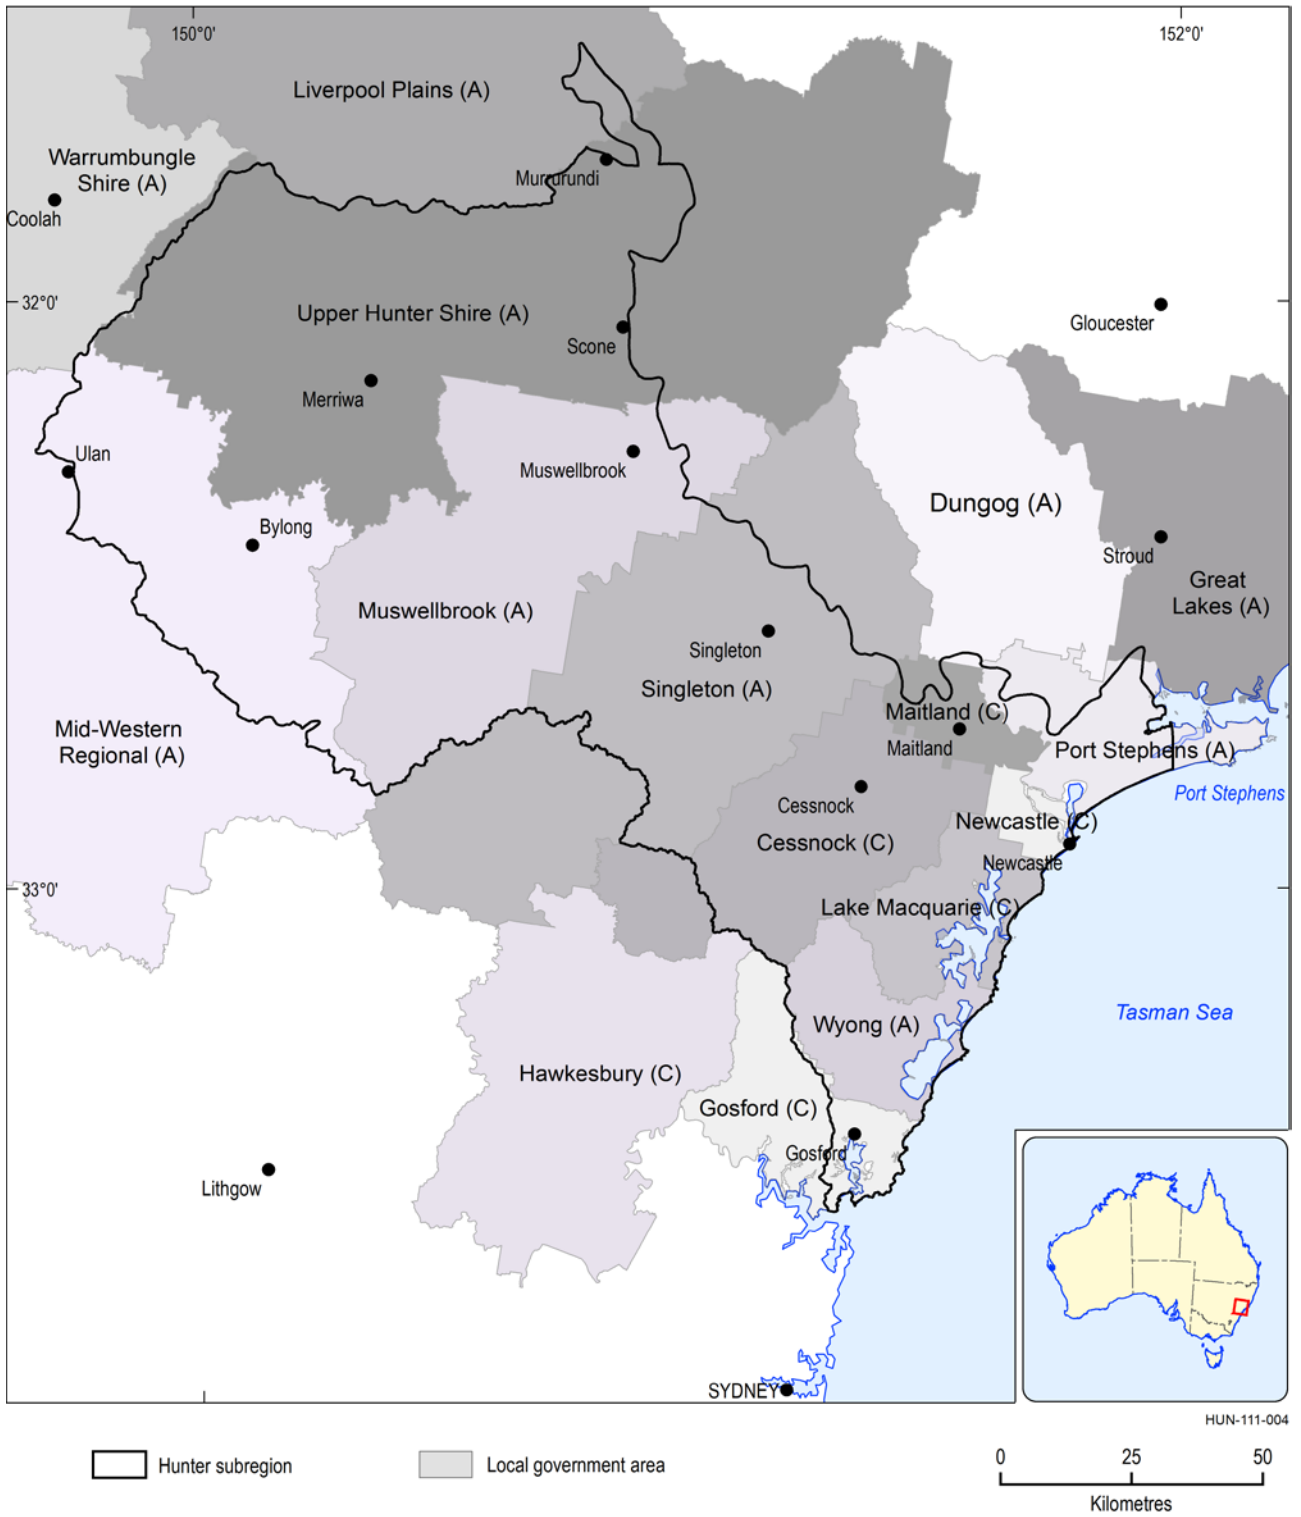 150°0'
152°0'
Liverpool Plains (A)
Warrumbungle
Shire (A)
Murrurundi
Coolah
32°0'
Upper Hunter Shire (A)
Gloucester
Scone
Merriwa
Ulan
Muswellbrook
Dungog (A)
Bylong
Stroud
Great
Lakes (A)
Muswellbrook (A)
Singleton
Singleton (A)
Maitland (C)
Mid-Western
Regional (A)
Maitland
Port Stephens (A)
Port Stephens
Cessnock
Newcastle (C)
Cessnock (C)
Newcastle
33°0'
Lake Macquarie (C)
Tasman Sea
Wyong (A)
Hawkesbury (C)
Gosford (C)
Gosford
Lithgow
SYDNEY
HUN-111-004
Hunter subregion
Local government area
0 25 50
Kilometres